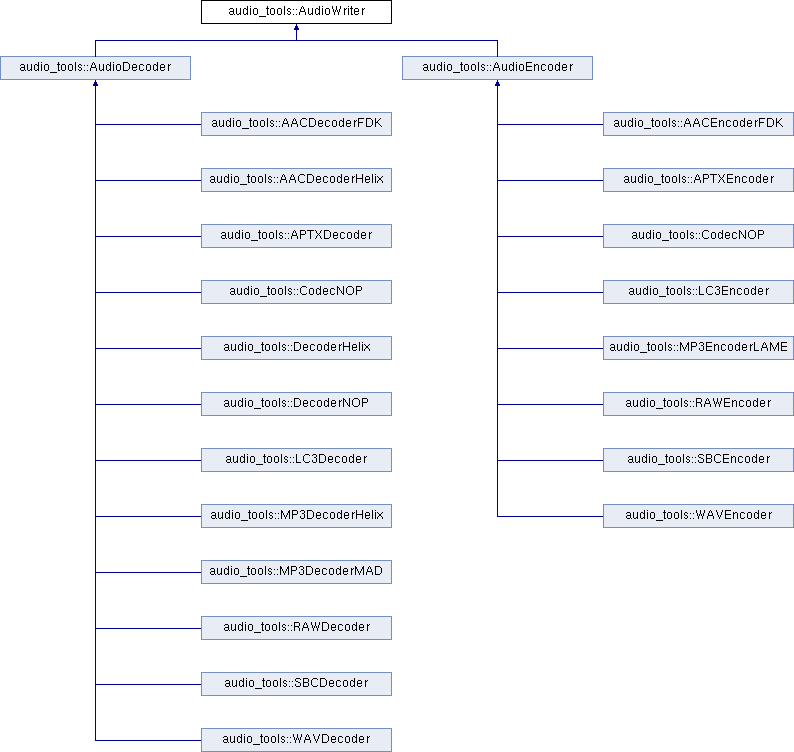 audio_tools::AudioWriter
audio_tools::AudioDecoder
audio_tools::AudioEncoder
audio_tools::AACDecoderFDK
audio_tools::AACEncoderFDK
audio_tools::AACDecoderHelix
audio_tools::APTXEncoder
audio_tools::APTXDecoder
audio_tools::CodecNOP
audio_tools::CodecNOP
audio_tools::LC3Encoder
audio_tools::DecoderHelix
audio_tools::MP3EncoderLAME
audio_tools::DecoderNOP
audio_tools::RAWEncoder
audio_tools::LC3Decoder
audio_tools::SBCEncoder
audio_tools::MP3DecoderHelix
audio_tools::WAVEncoder
audio_tools::MP3DecoderMAD
audio_tools::RAWDecoder
audio_tools::SBCDecoder
audio_tools::WAVDecoder